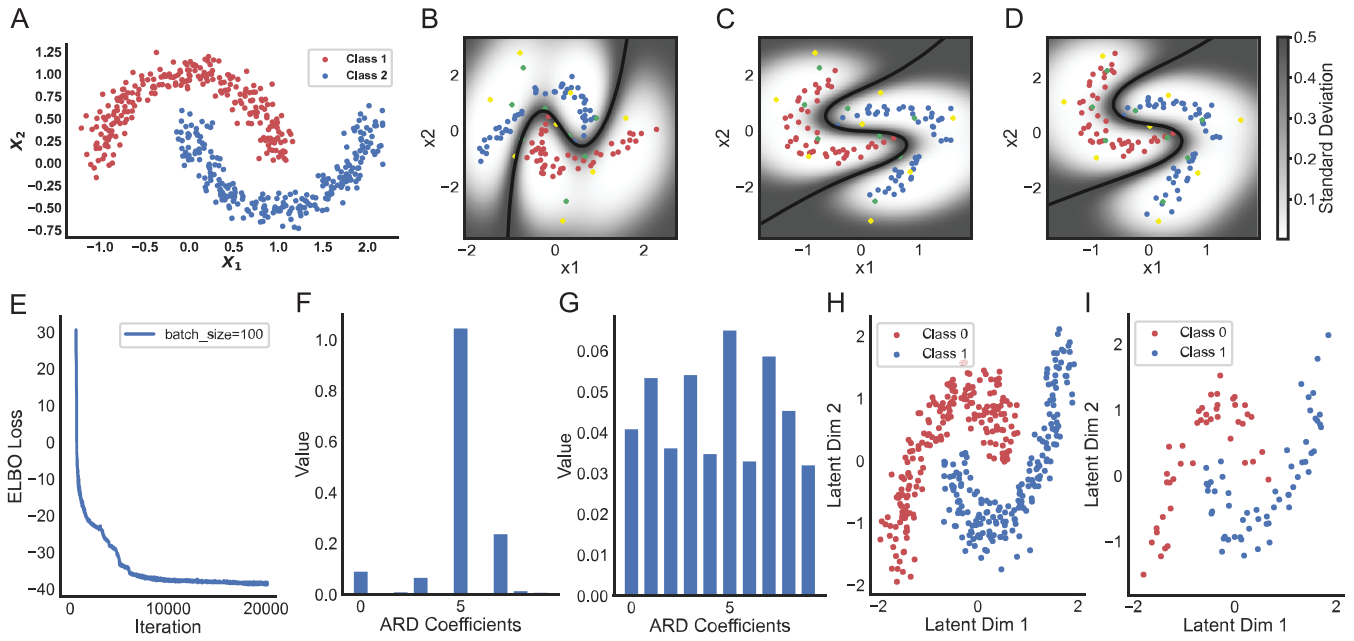 A
1.25
1.00
0.75
0.50
0.25
0.00
−0.25
−0.50
−0.75
X2
−1.0 −0.5 0.0 0.5 1.0 1.5 2.0
X1
Class 1
Class 2
B
2
0
−2
x2
−2 0 2
x1
C
2
0
−2
x2
−1 0 1
x1
D
2
0
−2
x2
−1 0 1
x1
0.5
0.4
0.3
0.2
0.1
Standard Deviation
E
30
20
10
0
−10
−20
−30
−40
ELBO Loss
batch_size=100
0 10000 20000
Iteration
F
1.0
0.8
0.6
0.4
0.2
0.0
Value
0 5
ARD Coefficients
G
0.06
0.05
0.04
0.03
0.02
0.01
0.00
Value
0 5
ARD Coefficients
H
Class 0
Class 1
2
1
0
−1
−2
Latent Dim 2
−2 0 2
Latent Dim 1
I
Class 0
Class 1
2
1
0
−1
Latent Dim 2
−2 0 2
Latent Dim 1